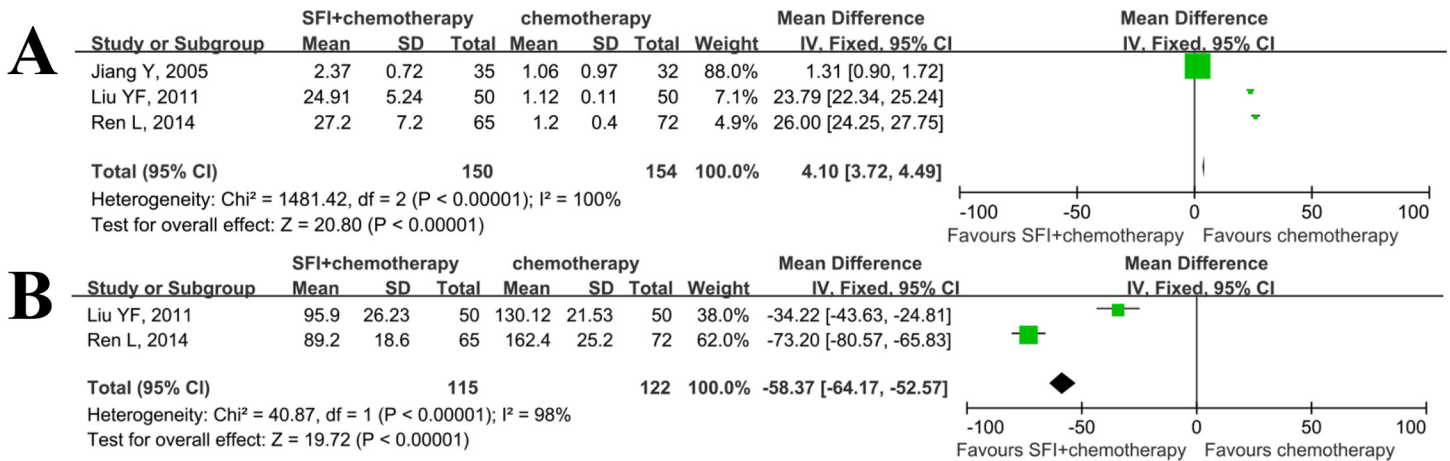 A
SFI+chemotherapy chemotherapy Mean Difference Mean Difference
Study or Subgroup Mean SD Total Mean SD Total Weight IV, Fixed, 95% CI IV, Fixed, 95% CI
Jiang Y, 2005 2.37 0.72 35 1.06 0.97 32 88.0% 1.31 [0.90, 1.72]
Liu YF, 2011 24.91 5.24 50 1.12 0.11 50 7.1% 23.79 [22.34, 25.24]
Ren L, 2014 27.2 7.2 65 1.2 0.4 72 4.9% 26.00 [24.25, 27.75]
Total (95% CI) 150 154 100.0% 4.10 [3.72, 4.49]
Heterogeneity: Chi² = 1481.42, df = 2 (P < 0.00001); I² = 100%
Test for overall effect: Z = 20.80 (P < 0.00001)
-100 -50 0 50 100
Favours SFI+chemotherapy Favours chemotherapy
B
SFI+chemotherapy chemotherapy Mean Difference Mean Difference
Study or Subgroup Mean SD Total Mean SD Total Weight IV, Fixed, 95% CI IV, Fixed, 95% CI
Liu YF, 2011 95.9 26.23 50 130.12 21.53 50 38.0% -34.22 [-43.63, -24.81]
Ren L, 2014 89.2 18.6 65 162.4 25.2 72 62.0% -73.20 [-80.57, -65.83]
Total (95% CI) 115 122 100.0% -58.37 [-64.17, -52.57]
Heterogeneity: Chi² = 40.87, df = 1 (P < 0.00001); I² = 98%
Test for overall effect: Z = 19.72 (P < 0.00001)
-100 -50 0 50 100
Favours SFI+chemotherapy Favours chemotherapy